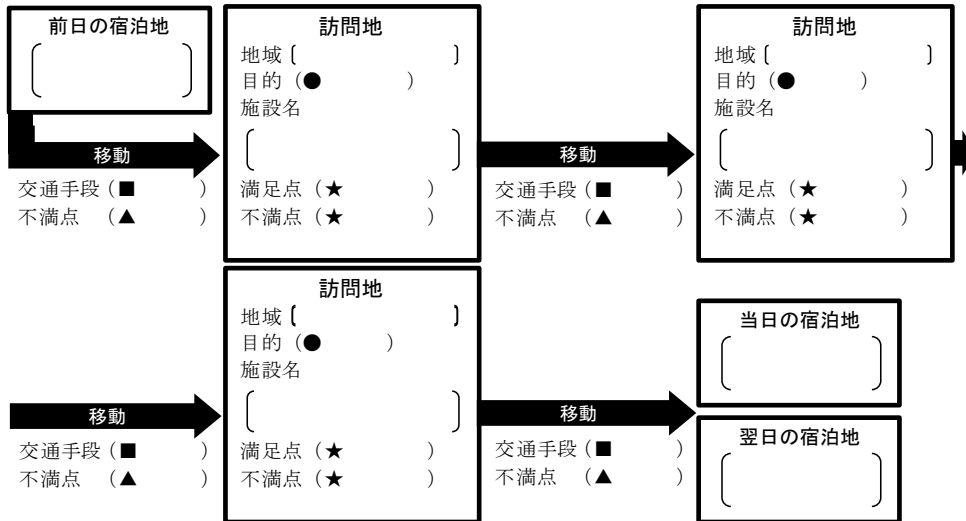 前日の宿泊地
移動
交通手段（■　　　）
不満点　（▲　　　）
訪問地
地域〔　　　　　　　〕
目的（●　　　　）
施設名
満足点（★　　　　）
不満点（★　　　　）
移動
交通手段（■　　　）
不満点　（▲　　　）
訪問地
地域〔　　　　　　　〕
目的（●　　　）
施設名
満足点（★　　　　）
不満点（★　　　　）
移動
交通手段（■　　　）
不満点　（▲　　　）
訪問地
地域〔　　　　　　　〕
目的（●　　　）
施設名
満足点（★　　　　）
不満点（★　　　　）
移動
交通手段（■　　　）
不満点　（▲　　　）
当日の宿泊地
翌日の宿泊地